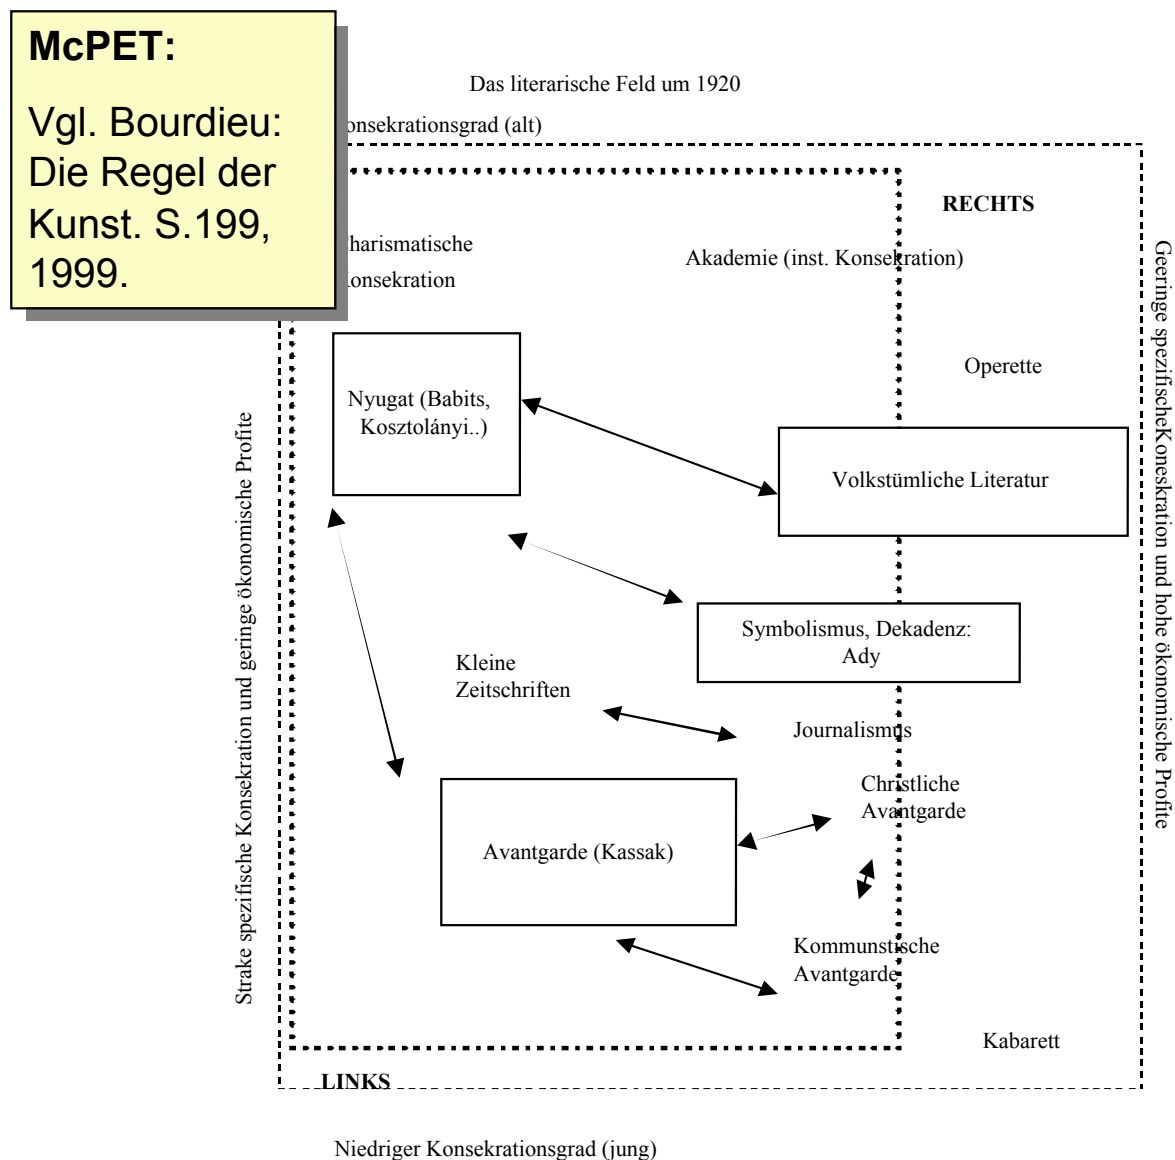 McPET:
Vgl. Bourdieu:
Die Regel der
Kunst. S.199,
1999.
Das literarische Feld um 1920
onsekrationsgrad (alt)
RECHTS
harismatische
onsekration
Akademie (inst. Konsekration)
Operette
Nyugat (Babits,
Kosztolányi..)
Volkstümliche Literatur
Symbolismus, Dekadenz:
Ady
Kleine
Zeitschriften
Journalismus
Christliche
Avantgarde
Avantgarde (Kassak)
Kommunstische
Avantgarde
Kabarett
LINKS
Niedriger Konsekrationsgrad (jung)
Strake spezifische Konsekration und geringe ökonomische Profite
Geeringe spezifischeKoneskration und hohe ökonomische Profite